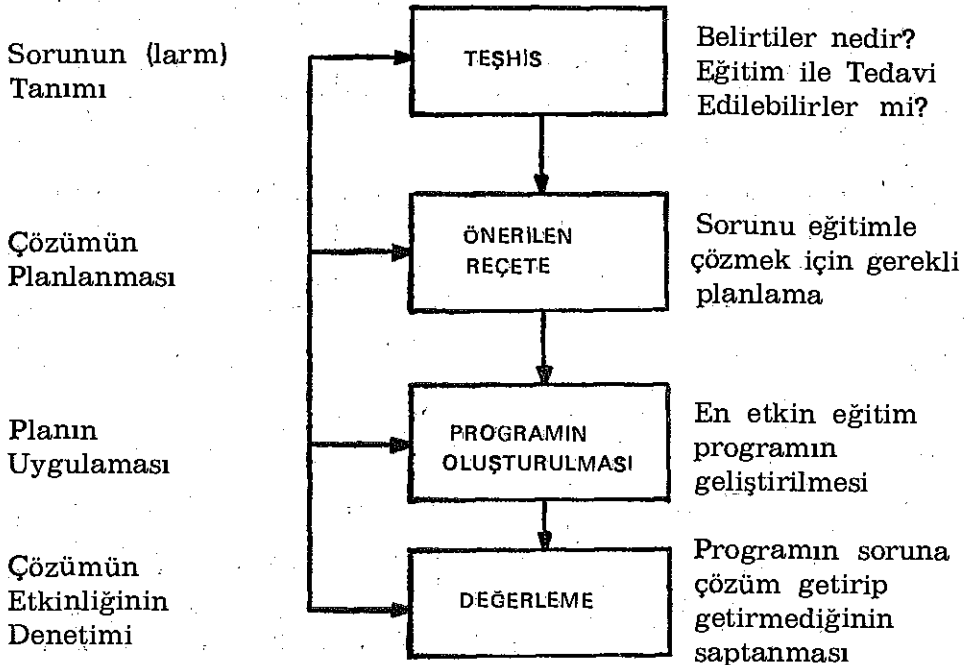 Sorunun (larm)
Tanımı
TEŞHİS
Belirtiler nedir?
Eğitim ile Tedavi
Edilebilirler mi?
Çözümün
Planlanması
ÖNERİLEN
REÇETE
Sorunu eğitimle
çözmek için gerekli
planlama
Planın
Uygulaması
PROGRAMIN
OLUŞTURULMASI
En etkin eğitim
programın
geliştirilmesi
Çözümün
Etkinliğinin
Denetimi
DEĞERLEME
Programın soruna
çözüm getirip
getirmediğinin
saptanması